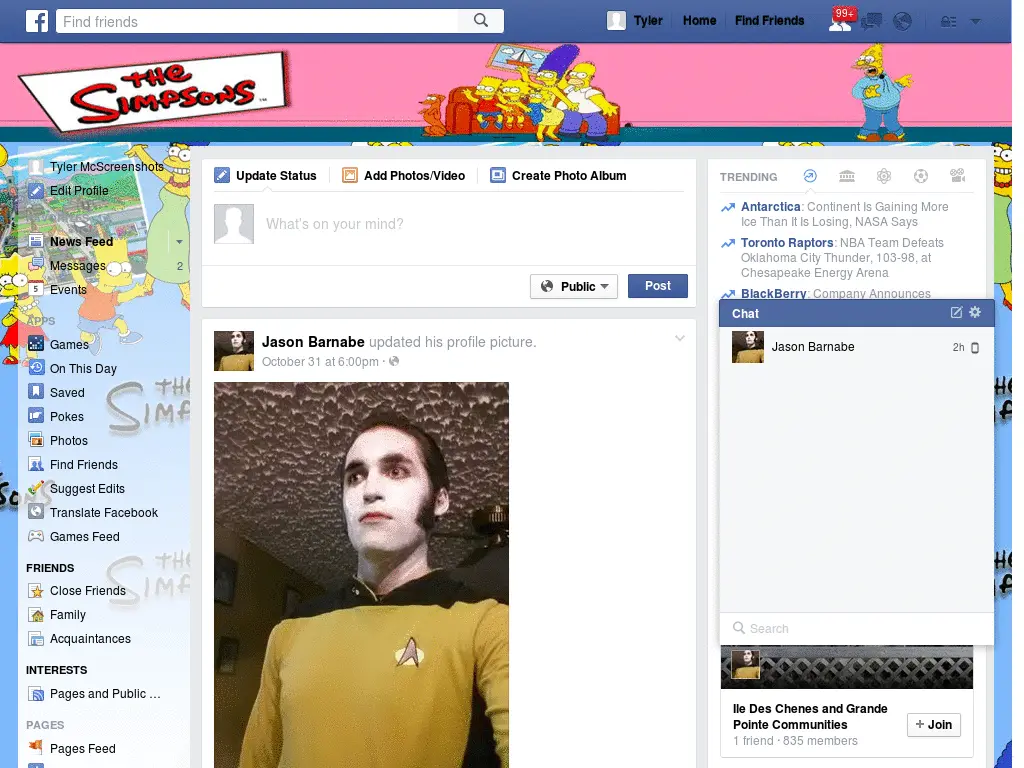 Find friends
Tyler
Home
Find Friends
99+
THE
SIMPSONS
Tyler McScreenshots
Edit Profile
News Feed
Messages
2
5
Events
APPS
Games
On This Day
Saved
Pokes
Photos
Find Friends
Suggest Edits
Translate Facebook
Games Feed
FRIENDS
Close Friends
Family
Acquaintances
INTERESTS
Pages and Public ...
PAGES
Pages Feed
Update Status
Add Photos/Video
Create Photo Album
What's on your mind?
Public
Post
Jason Barnabe updated his profile picture.
October 31 at 6:00pm ·
TRENDING
Antarctica: Continent Is Gaining More
Ice Than It Is Losing, NASA Says
Toronto Raptors: NBA Team Defeats
Oklahoma City Thunder, 103-98, at
Chesapeake Energy Arena
BlackBerry: Company Announces
Chat
Jason Barnabe
2h
Search
Ile Des Chenes and Grande
Pointe Communities
1 friend · 835 members
+ Join
THE
SIM
THE
SIM